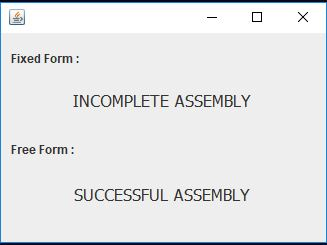 Fixed Form :
INCOMPLETE ASSEMBLY
Free Form :
SUCCESSFUL ASSEMBLY